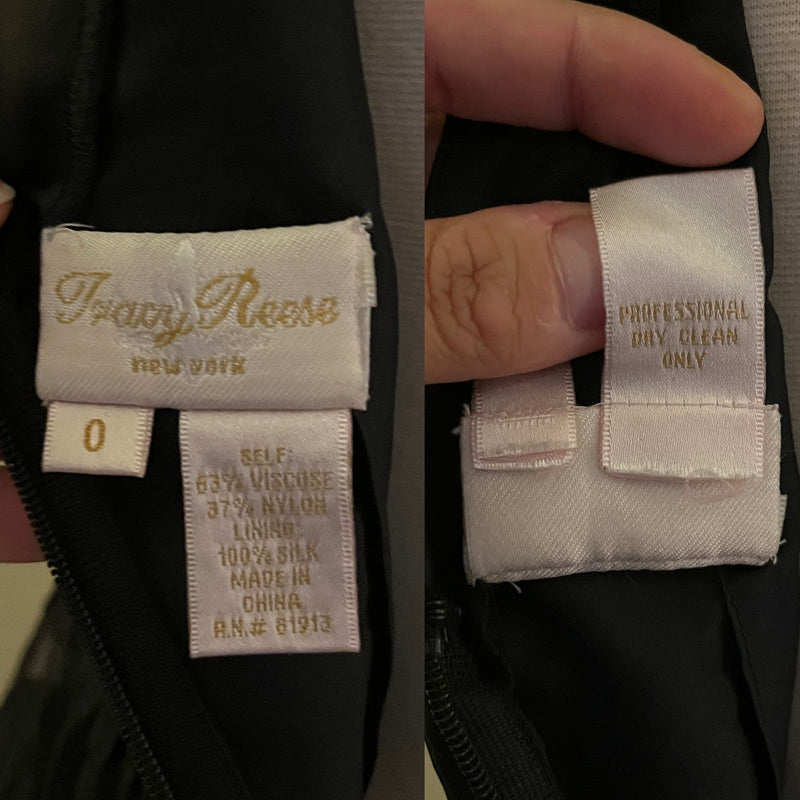 Tracy Reese
new york
0
SELF:
63% VISCOSE
37% NYLON
LINING:
100% SILK
MADE IN
CHINA
A.N.# 81913
PROFESSIONAL
DRY CLEAN
ONLY